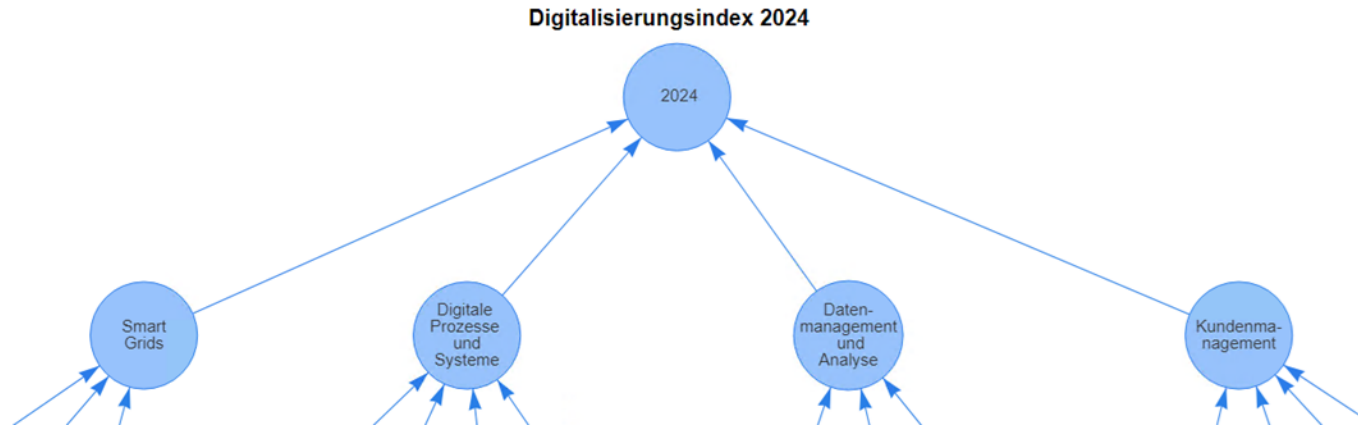 Digitalisierungsindex 2024
2024
Smart
Grids
Digitale
Prozesse
und
Systeme
Daten-
management
und
Analyse
Kundenma-
nagement